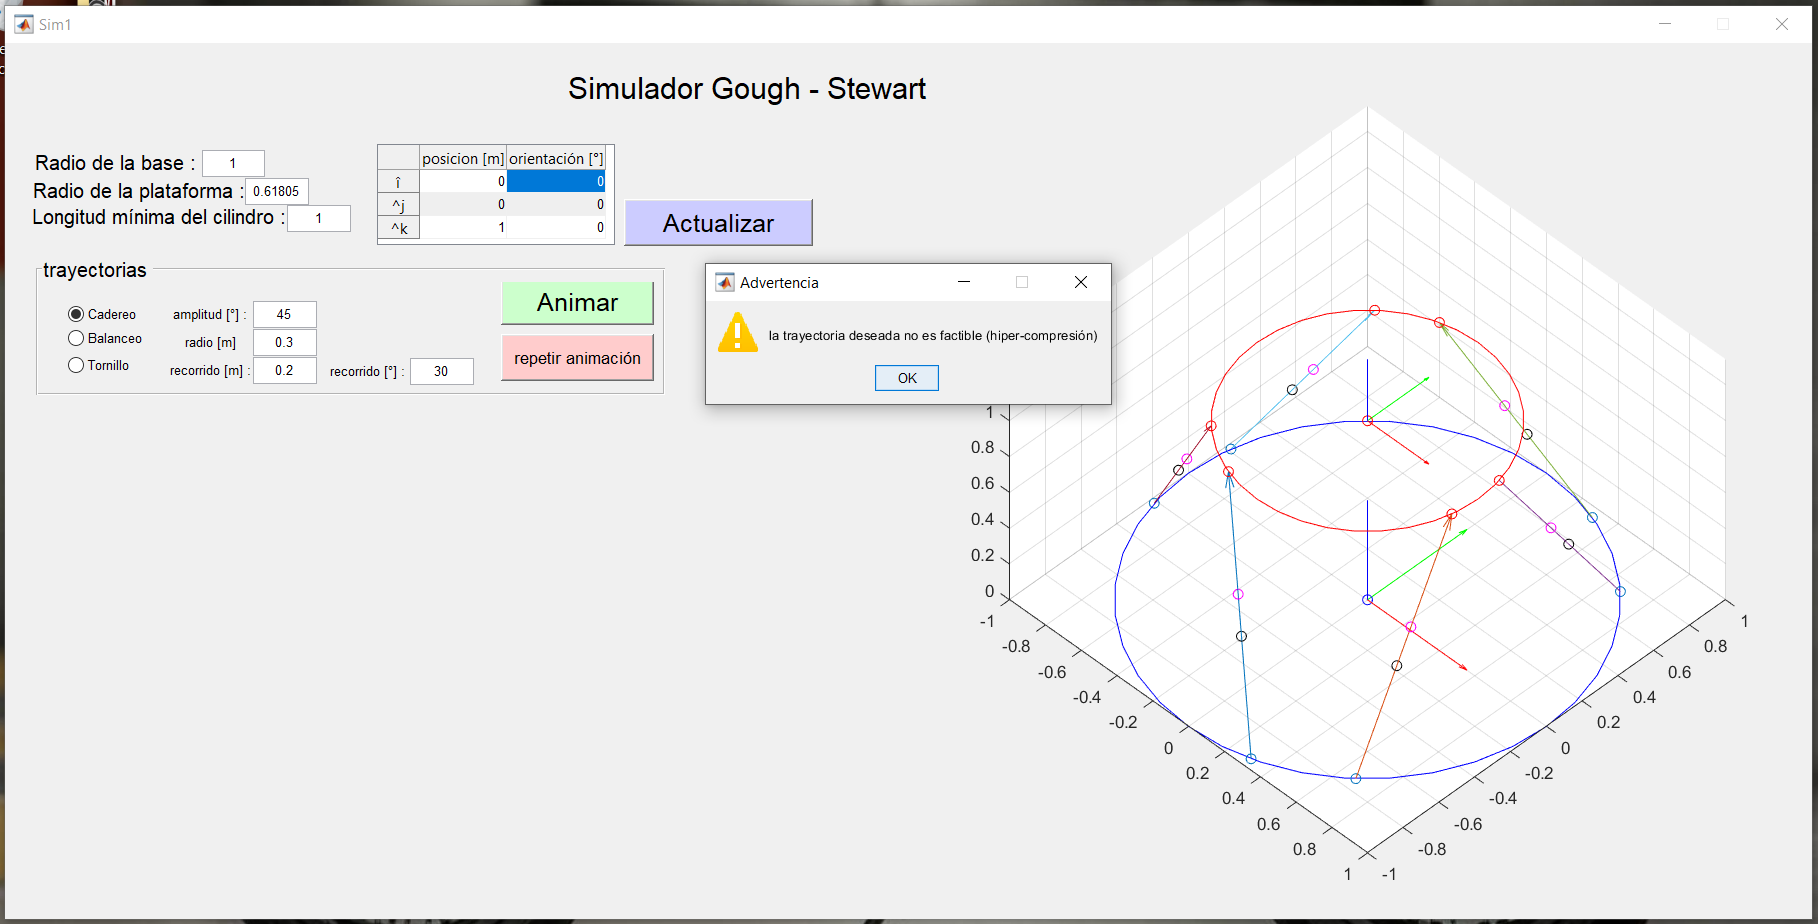 Sim1
Simulador Gough - Stewart
Radio de la base : 1
Radio de la plataforma : 0.61805
Longitud mínima del cilindro : 1
posicion [m] orientación [°]
î 0 0
^j 0 0
^k 1 0
Actualizar
trayectorias
Cadereo amplitud [°] : 45
Balanceo radio [m] 0.3
Tornillo recorrido [m] : 0.2 recorrido [°] : 30
Animar
repetir animación
Advertencia
la trayectoria deseada no es factible (hiper-compresión)
OK
1
0.8
0.6
0.4
0.2
0
-1
-0.8
-0.6
-0.4
-0.2
0
0.2
0.4
0.6
0.8
1
-1
-0.8
-0.6
-0.4
-0.2
0
0.2
0.4
0.6
0.8
1